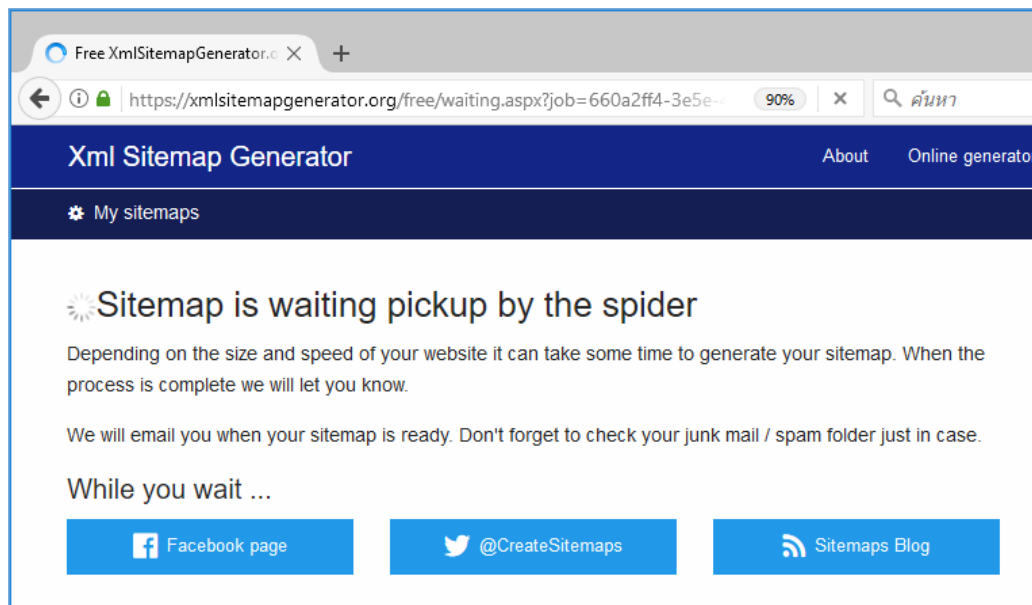 Free XmlSitemapGenerator.o
https://xmlsitemapgenerator.org/free/waiting.aspx?job=660a2ff4-3e5e-
90%
ค้นหา
Xml Sitemap Generator
About
Online generato
My sitemaps
Sitemap is waiting pickup by the spider
Depending on the size and speed of your website it can take some time to generate your sitemap. When the
process is complete we will let you know.
We will email you when your sitemap is ready. Don't forget to check your junk mail / spam folder just in case.
While you wait ...
Facebook page
@CreateSitemaps
Sitemaps Blog